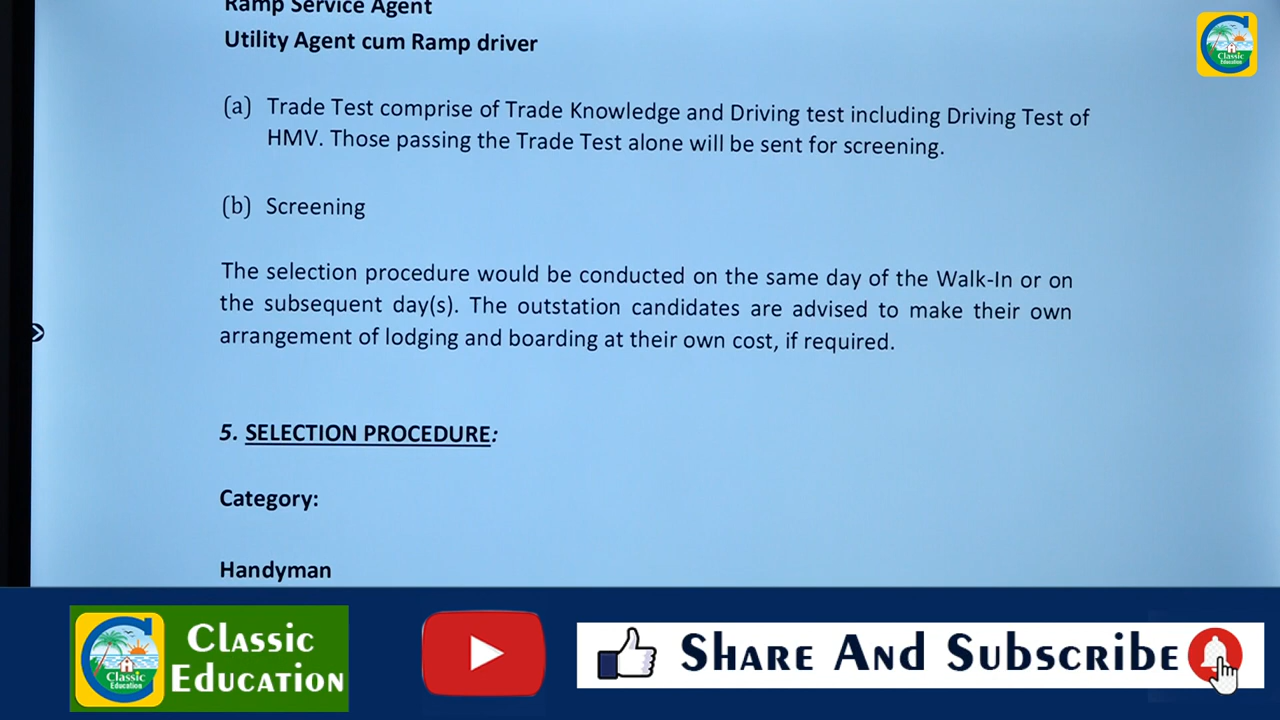 Ramp Service Agent
Utility Agent cum Ramp driver
Classic
Education
(a) Trade Test comprise of Trade Knowledge and Driving test including Driving Test of
HMV. Those passing the Trade Test alone will be sent for screening.
(b) Screening
The selection procedure would be conducted on the same day of the Walk-In or on
the subsequent day(s). The outstation candidates are advised to make their own
arrangement of lodging and boarding at their own cost, if required.
5. SELECTION PROCEDURE:
Category:
Handyman
Classic
Education
Classic
Education
Share And Subscribe